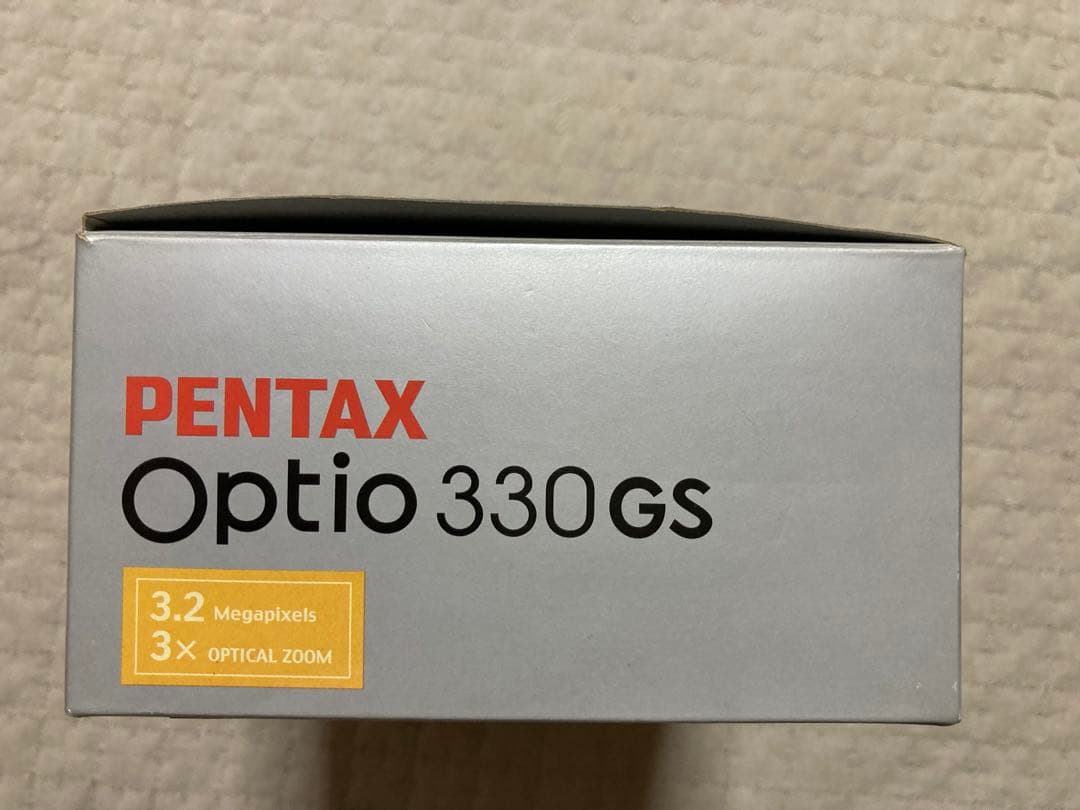 PENTAX
Optio 330GS
3.2 Megapixels
3× OPTICAL ZOOM